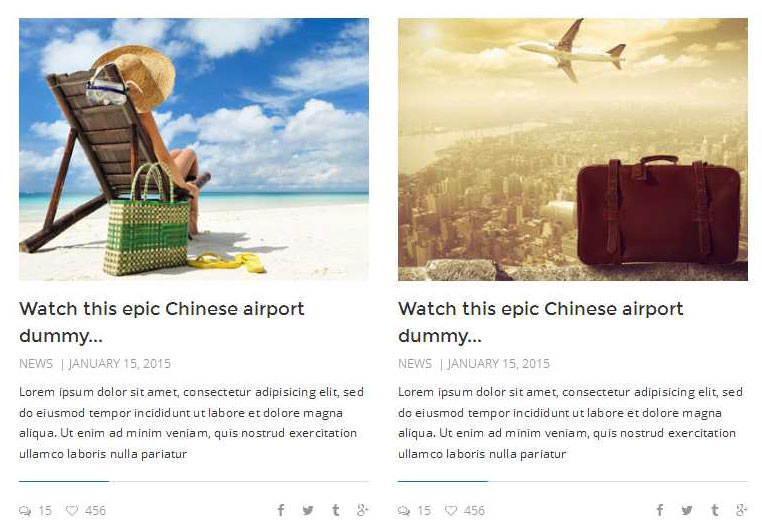 Watch this epic Chinese airport
dummy...
NEWS | JANUARY 15, 2015
Lorem ipsum dolor sit amet, consectetur adipisicing elit, sed
do eiusmod tempor incididunt ut labore et dolore magna
aliqua. Ut enim ad minim veniam, quis nostrud exercitation
ullamco laboris nulla pariatur
15 456
Watch this epic Chinese airport
dummy...
NEWS | JANUARY 15, 2015
Lorem ipsum dolor sit amet, consectetur adipisicing elit, sed
do eiusmod tempor incididunt ut labore et dolore magna
aliqua. Ut enim ad minim veniam, quis nostrud exercitation
ullamco laboris nulla pariatur
15 456